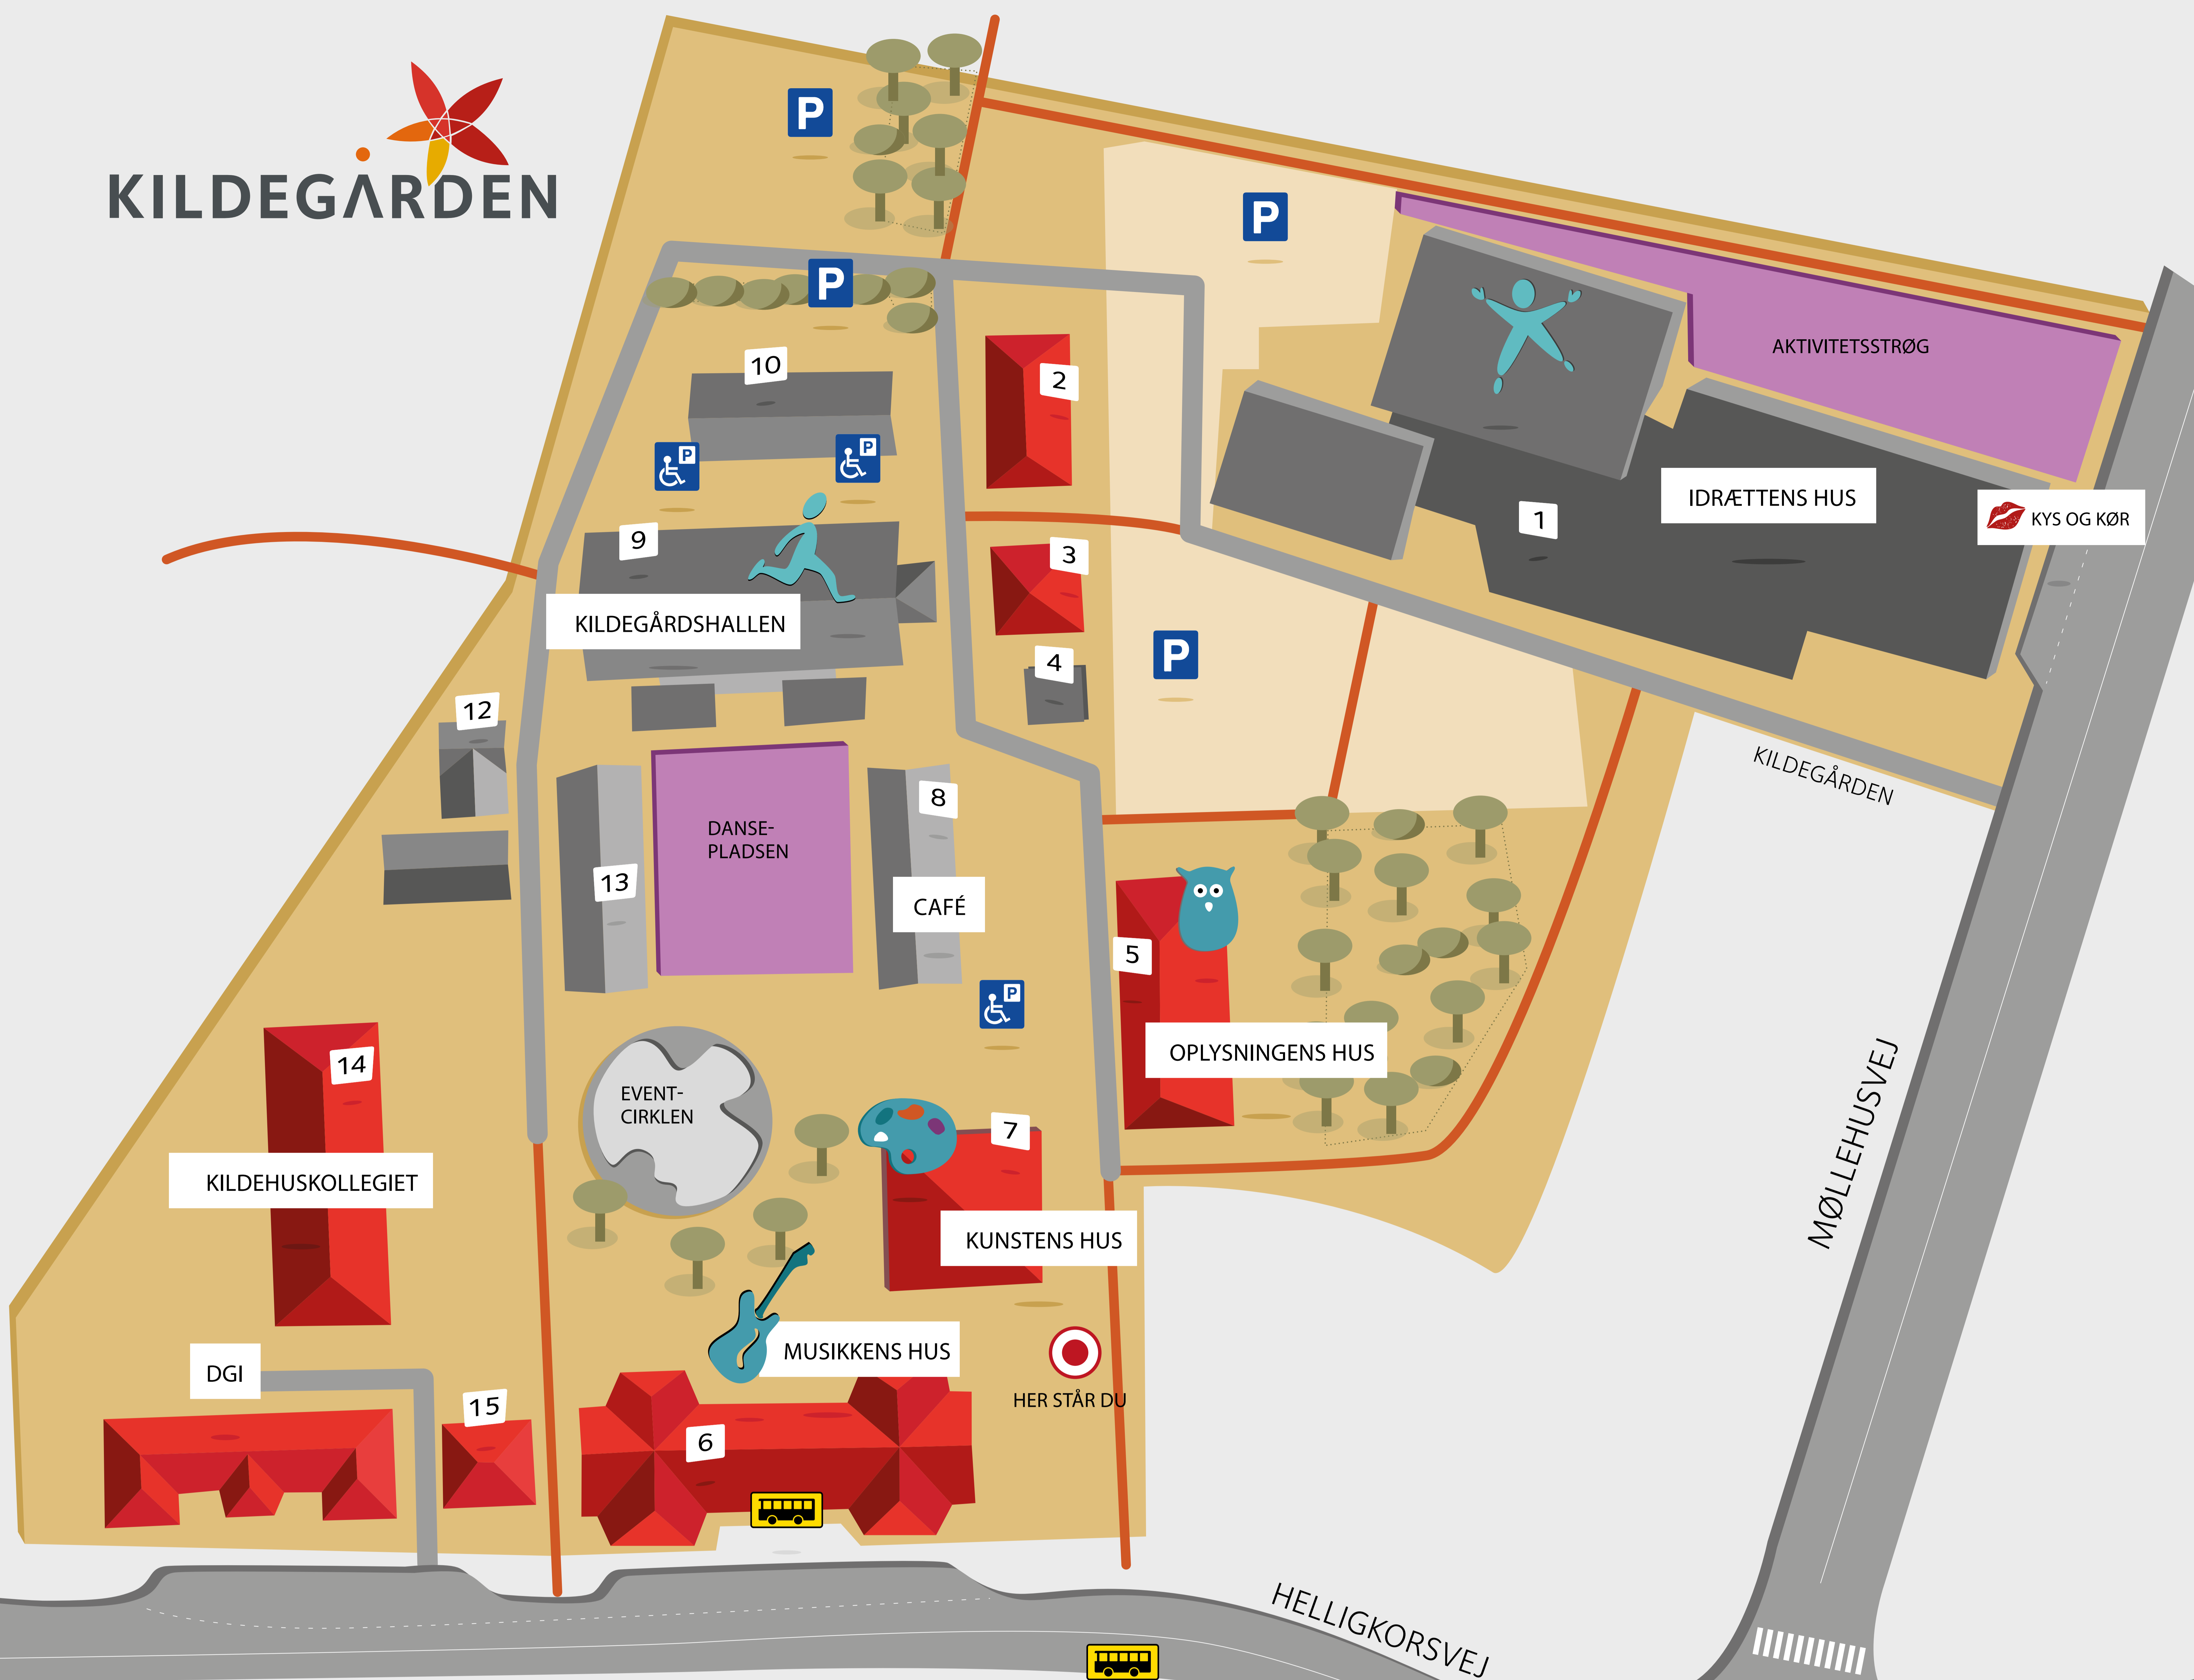 KILDEGÅRDEN
P
P
P
AKTIVITETSSTRØG
10
2
P
P
IDRÆTTENS HUS
1
KYS OG KØR
9
3
KILDEGÅRDSHALLEN
4
P
12
KILDEGÅRDEN
8
DANSE-
PLADSEN
13
CAFÉ
5
P
14
OPLYSNINGENS HUS
EVENT-
CIRKLEN
7
MØLLEHUSVEJ
KILDEHUSKOLLEGIET
KUNSTENS HUS
MUSIKKENS HUS
DGI
HER STÅR DU
15
6
HELLIGKORSVEJ